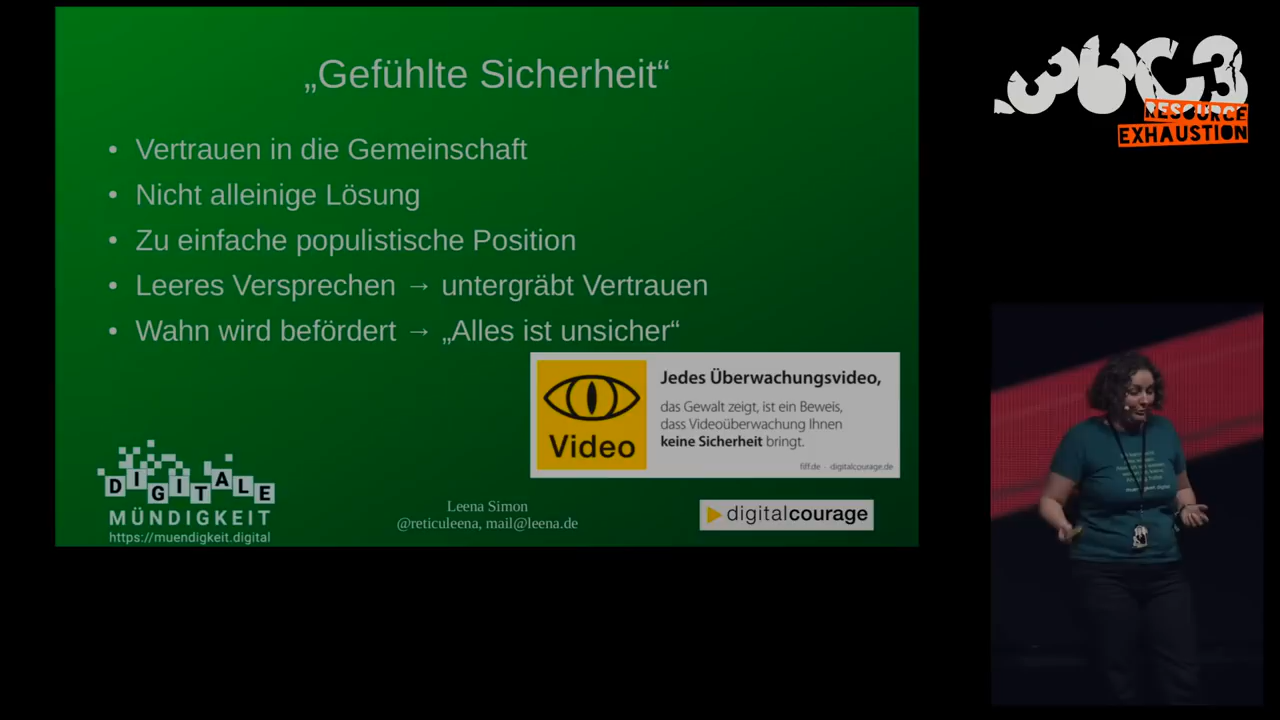 „Gefühlte Sicherheit“
• Vertrauen in die Gemeinschaft
• Nicht alleinige Lösung
• Zu einfache populistische Position
• Leeres Versprechen → untergräbt Vertrauen
• Wahn wird befördert → „Alles ist unsicher“
Jedes Überwachungsvideo,
das Gewalt zeigt, ist ein Beweis,
dass Videoüberwachung Ihnen
keine Sicherheit bringt.
Video
fiff.de · digitalcourage.de
DIGITALE
MÜNDIGKEIT
https://muendigkeit.digital
Leena Simon
@reticuleena, mail@leena.de
digitalcourage
36C3
RESOURCE
EXHAUSTION